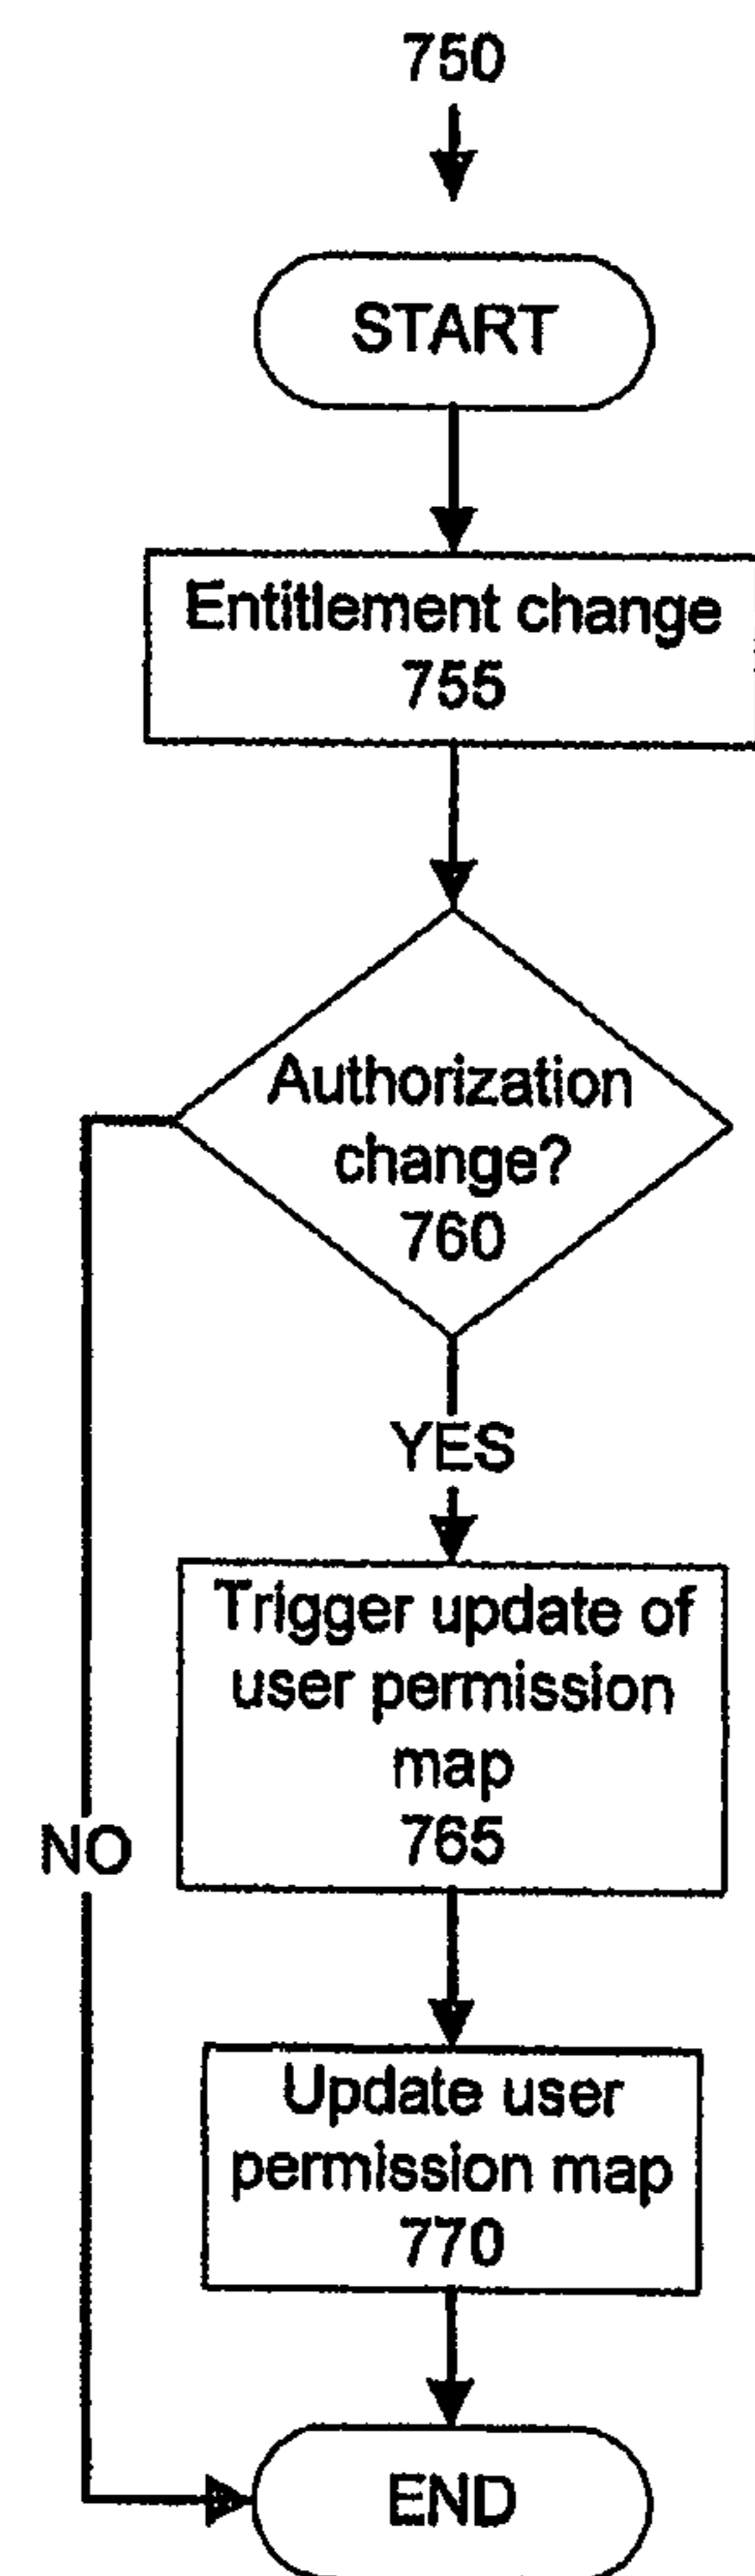 750
START
Entitlement change
755
Authorization
change?
760
YES
Trigger update of
user permission
map
765
NO
Update user
permission map
770
END